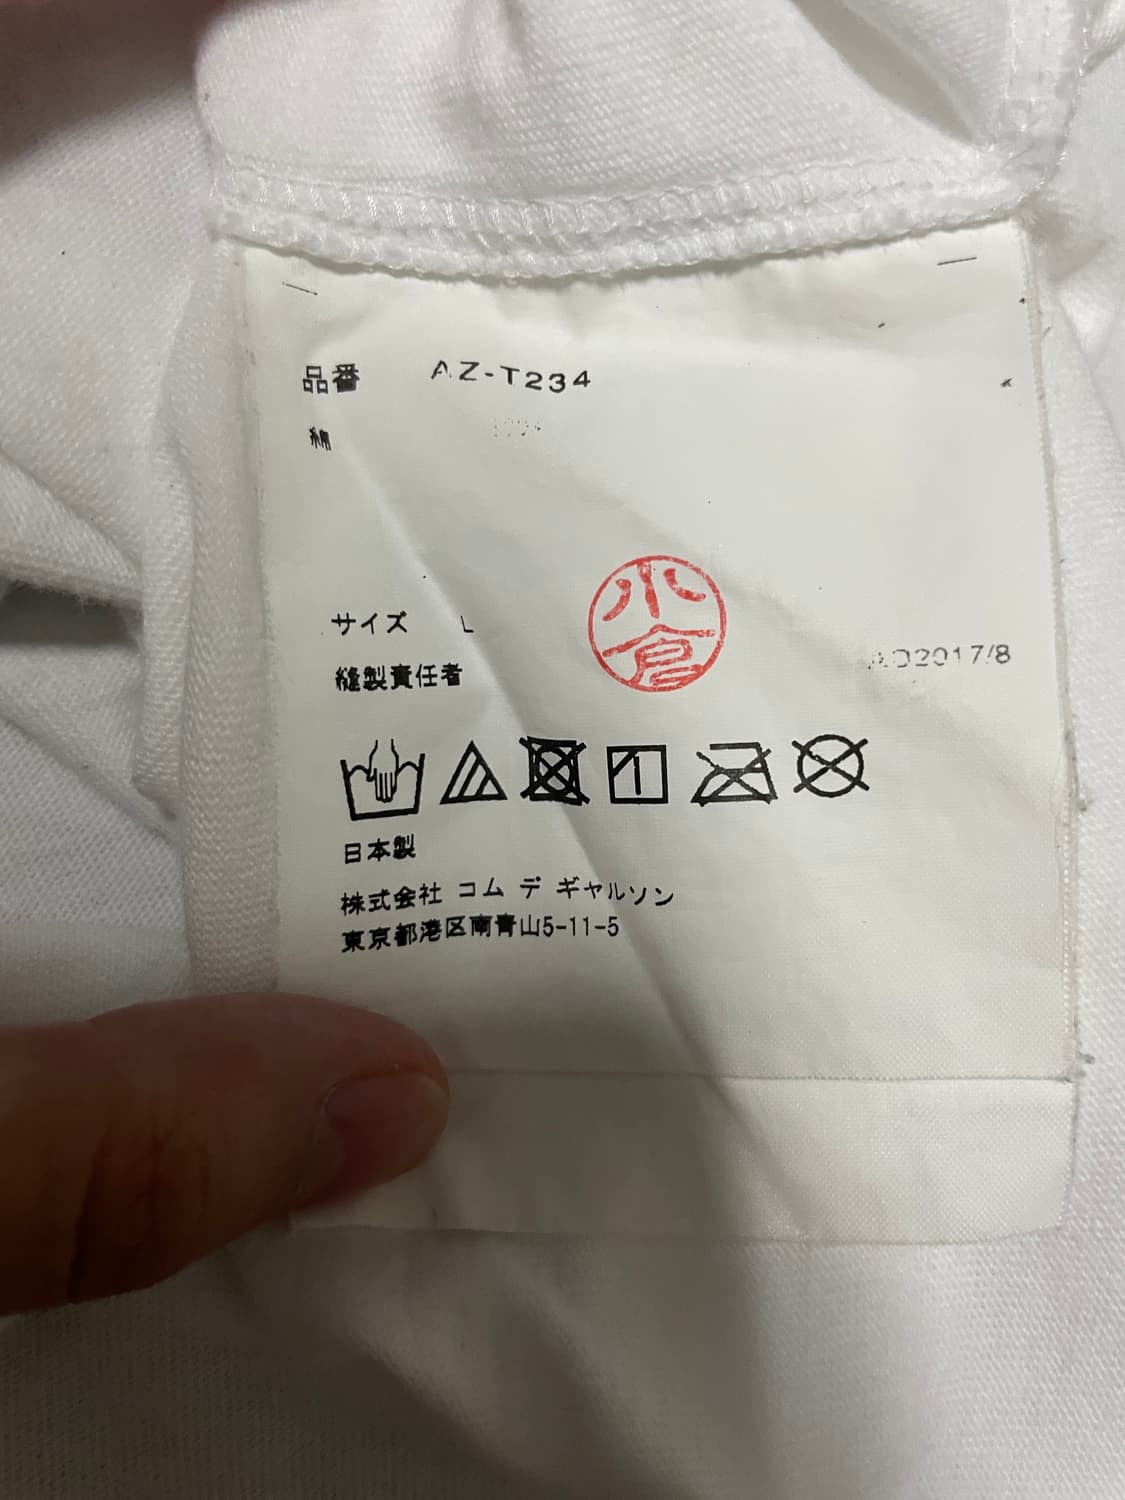 品番 AZ-T234
綿 100%
サイズ L
小倉
縫製責任者
AD2017/8
日本製
株式会社 コム デ ギャルソン
東京都港区南青山5-11-5